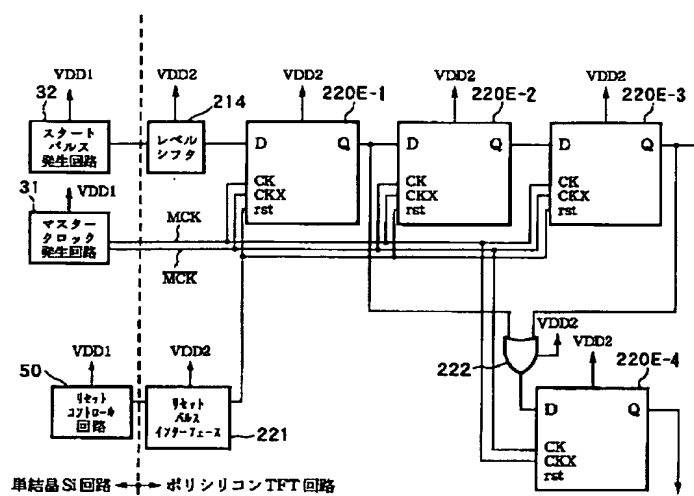 VDD1
VDD2
VDD2
VDD2
VDD2
32
214
220E-1
220E-2
220E-3
スタート
パルス
発生回路
レベル
シフタ
D
Q
CK
CKX
rst
D
Q
CK
CKX
rst
D
Q
CK
CKX
rst
31
VDD1
マスター
クロック
発生回路
MCK
MCK
VDD2
222
VDD2
220E-4
50
VDD1
VDD2
リセット
コントロール
回路
リセット
パルス
インターフェース
221
D
Q
CK
CKX
rst
単結晶Si回路
ポリシリコンTFT回路